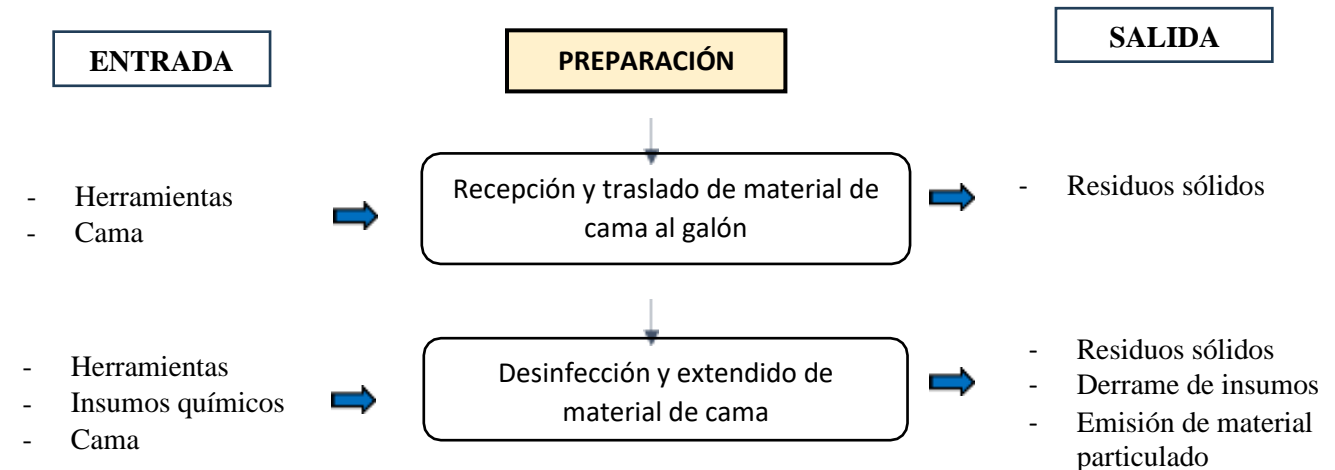 ENTRADA
PREPARACIÓN
SALIDA
- Herramientas
- Cama
Recepción y traslado de material de
cama al galón
- Residuos sólidos
- Herramientas
- Insumos químicos
- Cama
Desinfección y extendido de
material de cama
- Residuos sólidos
- Derrame de insumos
- Emisión de material
particulado